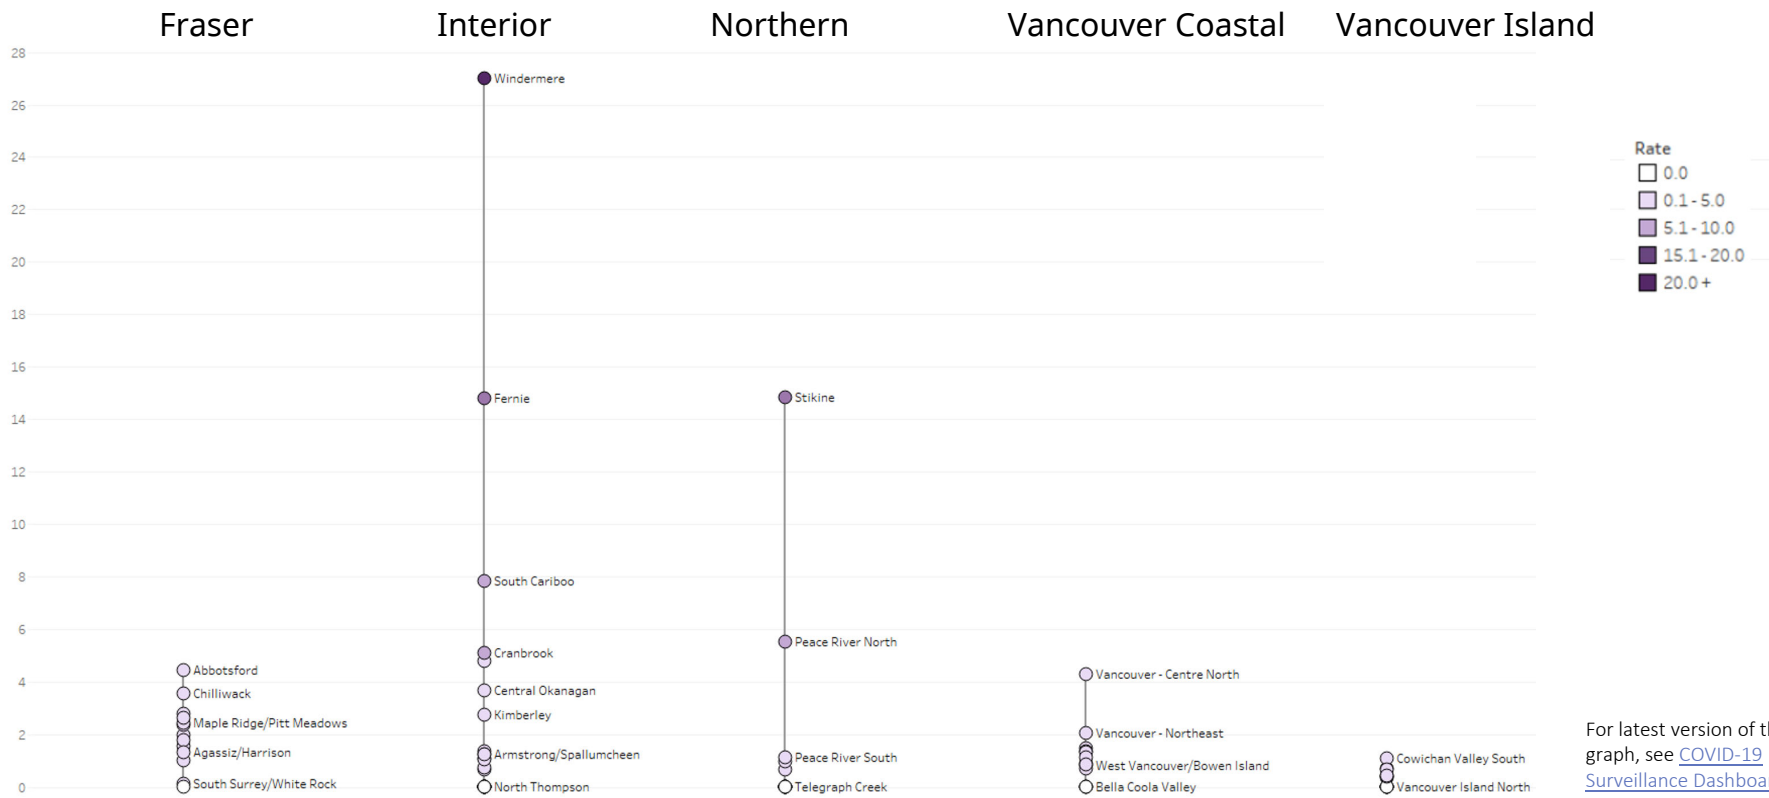 Fraser
Interior
Northern
Vancouver Coastal
Vancouver Island
28
26
24
22
20
18
16
14
12
10
8
6
4
2
0
Abbotsford
Chilliwack
Maple Ridge/Pitt Meadows
Agassiz/Harrison
South Surrey/White Rock
Windermere
Fernie
South Cariboo
Cranbrook
Central Okanagan
Kimberley
Armstrong/Spallumcheen
North Thompson
Stikine
Peace River North
Peace River South
Telegraph Creek
Vancouver - Centre North
Vancouver - Northeast
West Vancouver/Bowen Island
Bella Coola Valley
Cowichan Valley South
Vancouver Island North
Rate
0.0
0.1 - 5.0
5.1 - 10.0
15.1 - 20.0
20.0 +
For latest version of
graph, see COVID-19
Surveillance